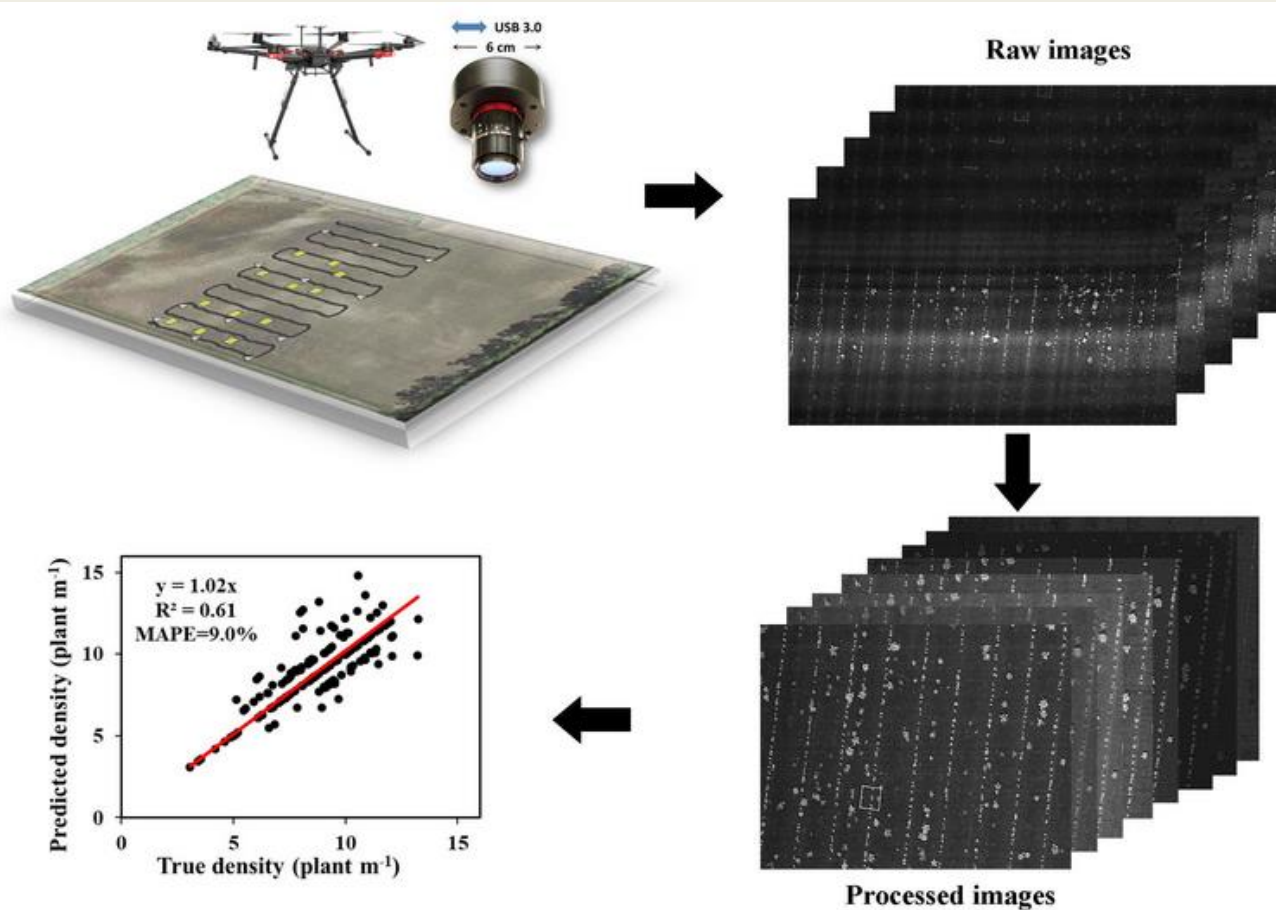 USB 3.0
6 cm
Raw images
Processed images
Predicted density (plant m⁻¹)
15
10
5
0
y = 1.02x
R² = 0.61
MAPE=9.0%
0 5 10 15
True density (plant m⁻¹)